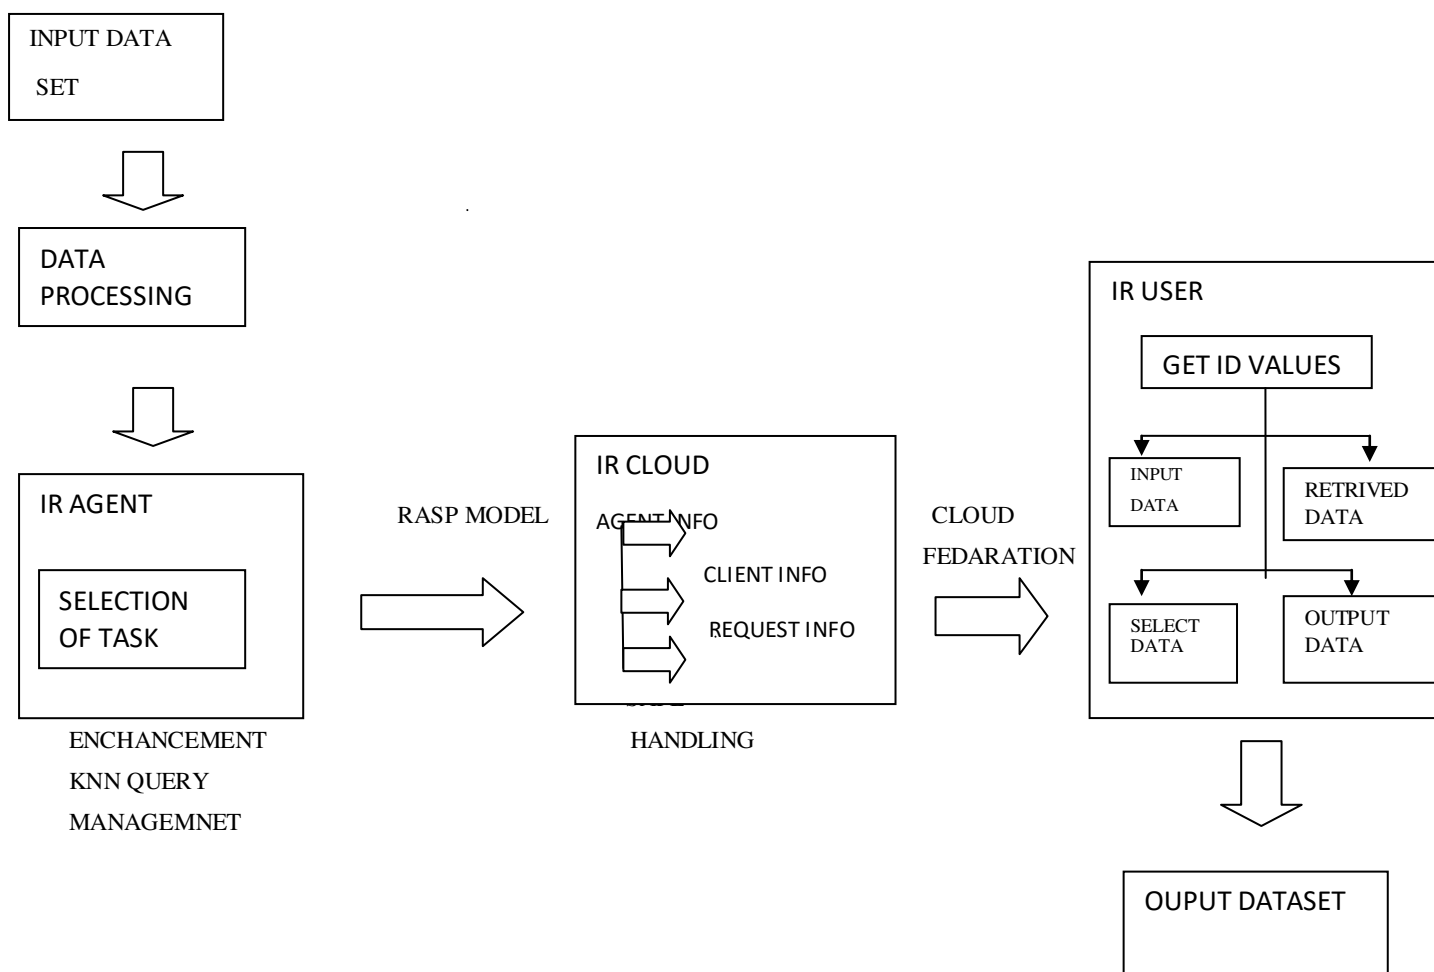 INPUT DATA
SET
DATA
PROCESSING
IR AGENT
SELECTION
OF TASK
ENCHANCEMENT
KNN QUERY
MANAGEMNET
RASP MODEL
IR CLOUD
AGENT INFO
CLIENT INFO
REQUEST INFO
HANDLING
CLOUD
FEDARATION
IR USER
GET ID VALUES
INPUT
DATA
RETRIVED
DATA
SELECT
DATA
OUTPUT
DATA
OUPUT DATASET